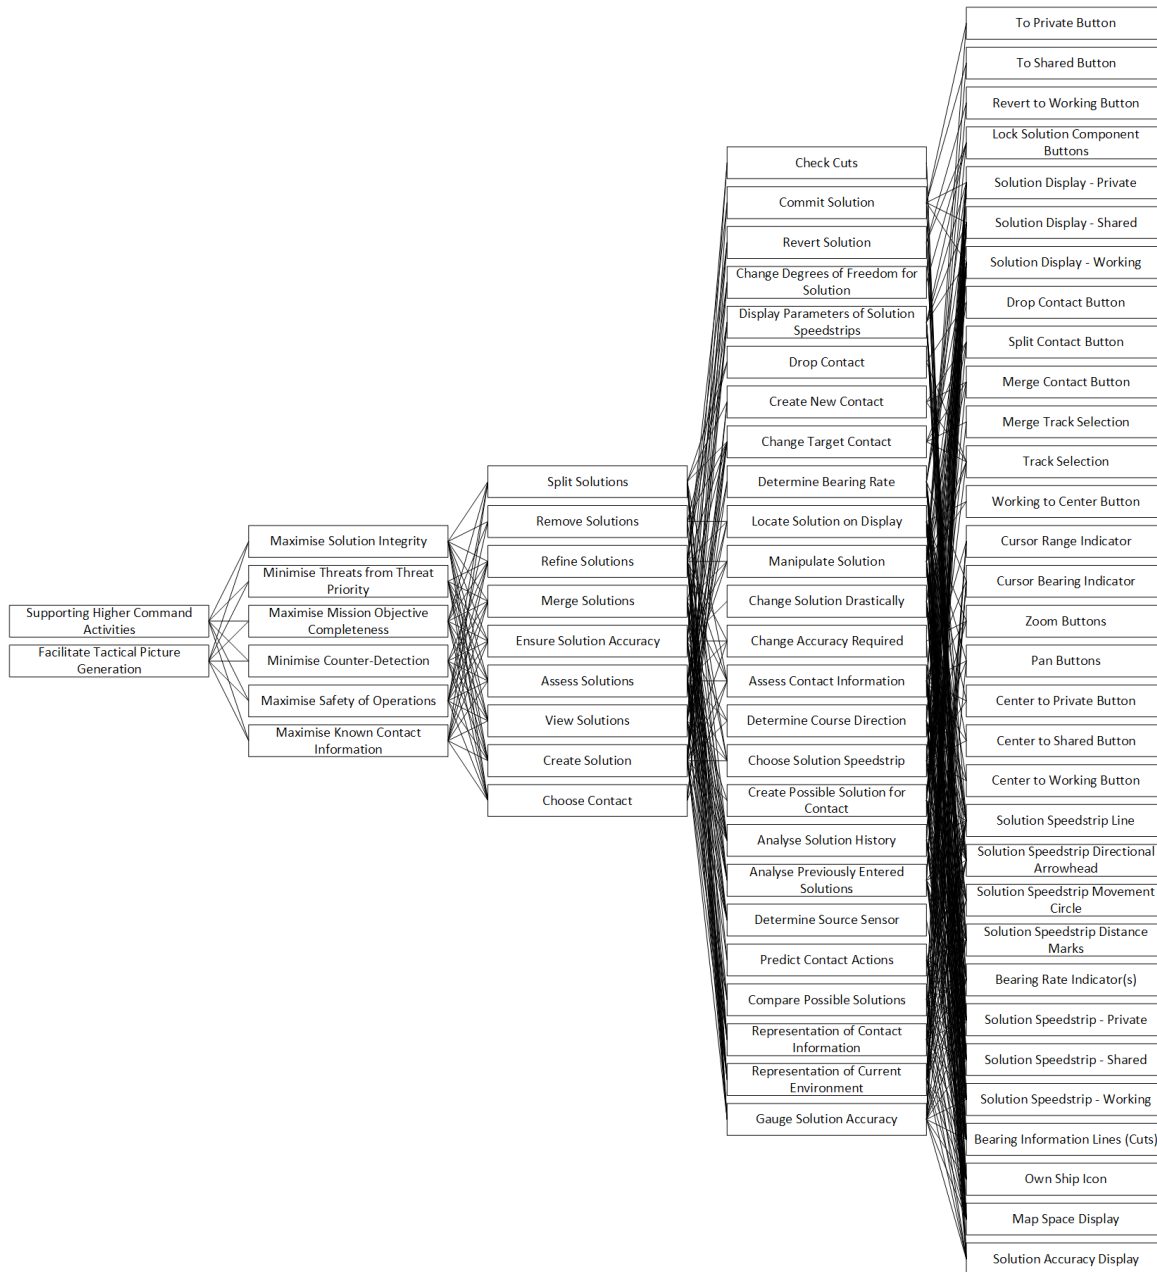 Supporting Higher Command
Activities
Facilitate Tactical Picture
Generation
Maximise Solution Integrity
Minimise Threats from Threat
Priority
Maximise Mission Objective
Completeness
Minimise Counter-Detection
Maximise Safety of Operations
Maximise Known Contact
Information
Split Solutions
Remove Solutions
Refine Solutions
Merge Solutions
Ensure Solution Accuracy
Assess Solutions
View Solutions
Create Solution
Choose Contact
Check Cuts
Commit Solution
Revert Solution
Change Degrees of Freedom for
Solution
Display Parameters of Solution
Speedstrips
Drop Contact
Create New Contact
Change Target Contact
Determine Bearing Rate
Locate Solution on Display
Manipulate Solution
Change Solution Drastically
Change Accuracy Required
Assess Contact Information
Determine Course Direction
Choose Solution Speedstrip
Create Possible Solution for
Contact
Analyse Solution History
Analyse Previously Entered
Solutions
Determine Source Sensor
Predict Contact Actions
Compare Possible Solutions
Representation of Contact
Information
Representation of Current
Environment
Gauge Solution Accuracy
To Private Button
To Shared Button
Revert to Working Button
Lock Solution Component
Buttons
Solution Display - Private
Solution Display - Shared
Solution Display - Working
Drop Contact Button
Split Contact Button
Merge Contact Button
Merge Track Selection
Track Selection
Working to Center Button
Cursor Range Indicator
Cursor Bearing Indicator
Zoom Buttons
Pan Buttons
Center to Private Button
Center to Shared Button
Center to Working Button
Solution Speedstrip Line
Solution Speedstrip Directional
Arrowhead
Solution Speedstrip Movement
Circle
Solution Speedstrip Distance
Marks
Bearing Rate Indicator(s)
Solution Speedstrip - Private
Solution Speedstrip - Shared
Solution Speedstrip - Working
Bearing Information Lines (Cuts)
Own Ship Icon
Map Space Display
Solution Accuracy Display